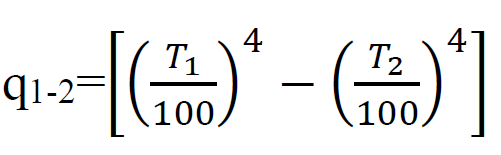 q₁₋₂=[(T₁/100)⁴ − (T₂/100)⁴]